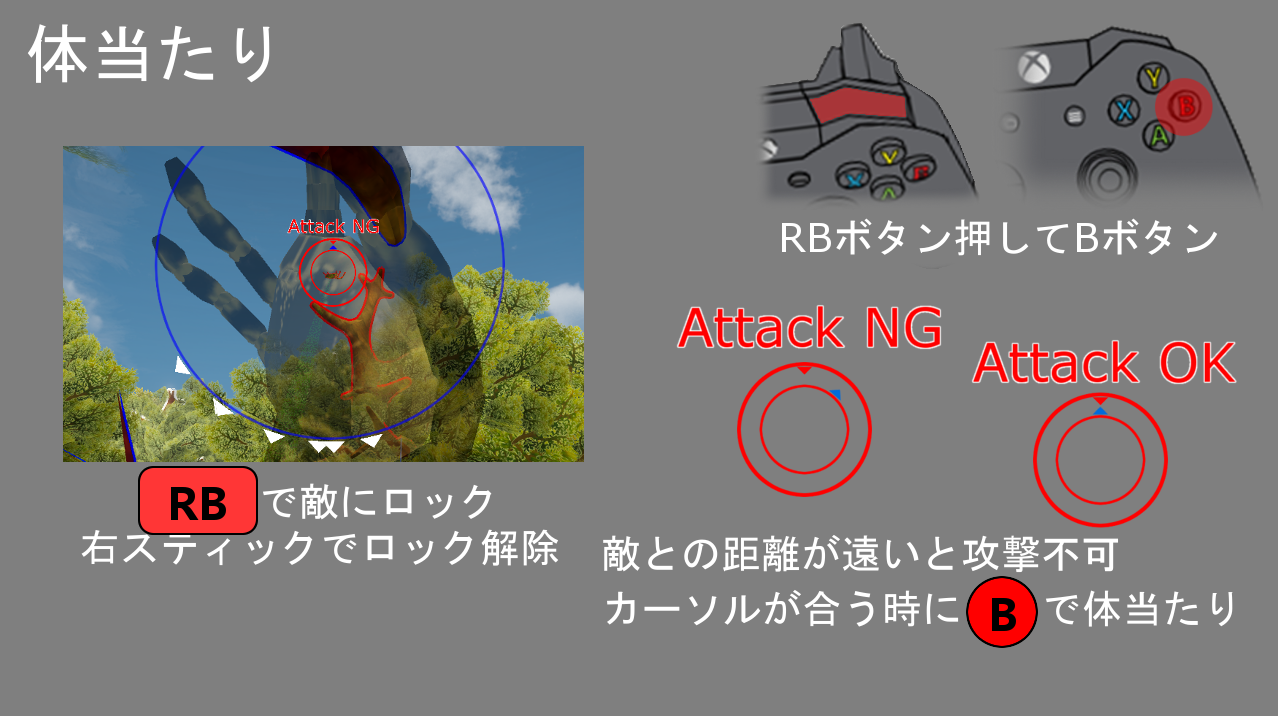 体当たり
Attack NG
RBで敵にロック
右スティックでロック解除
X
Y
B
A
Y
X
B
A
RBボタン押してBボタン
Attack NG
Attack OK
敵との距離が遠いと攻撃不可
カーソルが合う時にBで体当たり